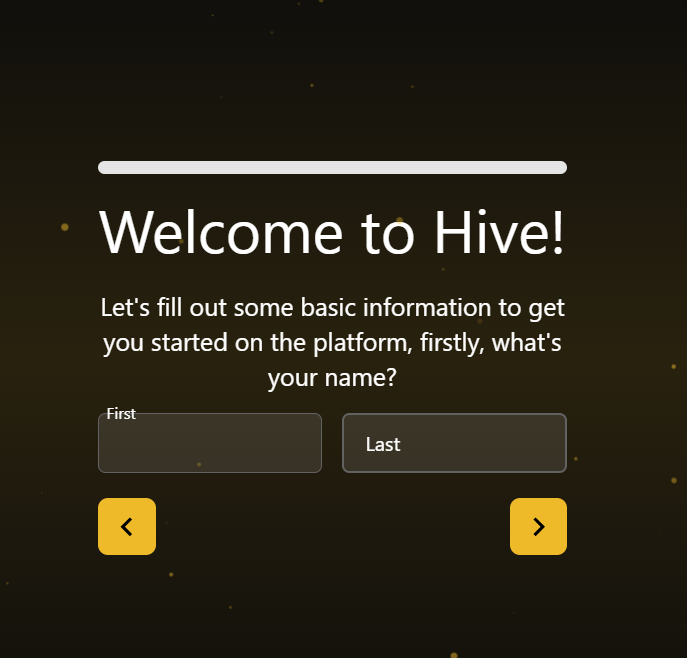 Welcome to Hive!
Let's fill out some basic information to get
you started on the platform, firstly, what's
your name?
First
Last